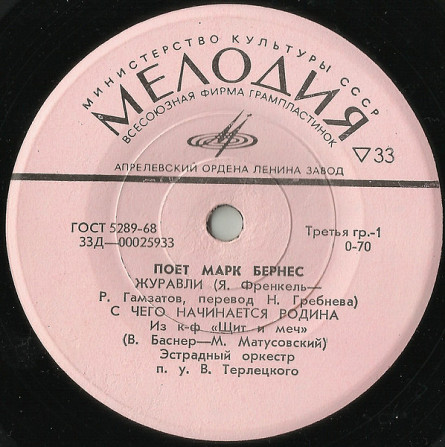 МИНИСТЕРСТВО КУЛЬТУРЫ СССР
МЕЛОДИЯ
ВСЕСОЮЗНАЯ ФИРМА ГРАМПЛАСТИНОК
▽33
АПРЕЛЕВСКИЙ ОРДЕНА ЛЕНИНА ЗАВОД
ГОСТ 5289-68
33Д—00025933
Третья гр.-1
0-70
ПОЕТ МАРК БЕРНЕС
ЖУРАВЛИ (Я. Френкель—
Р. Гамзатов, перевод Н. Гребнева)
С ЧЕГО НАЧИНАЕТСЯ РОДИНА
Из к-ф «Щит и меч»
(В. Баснер—М. Матусовский)
Эстрадный оркестр
п. у. В. Терлецкого